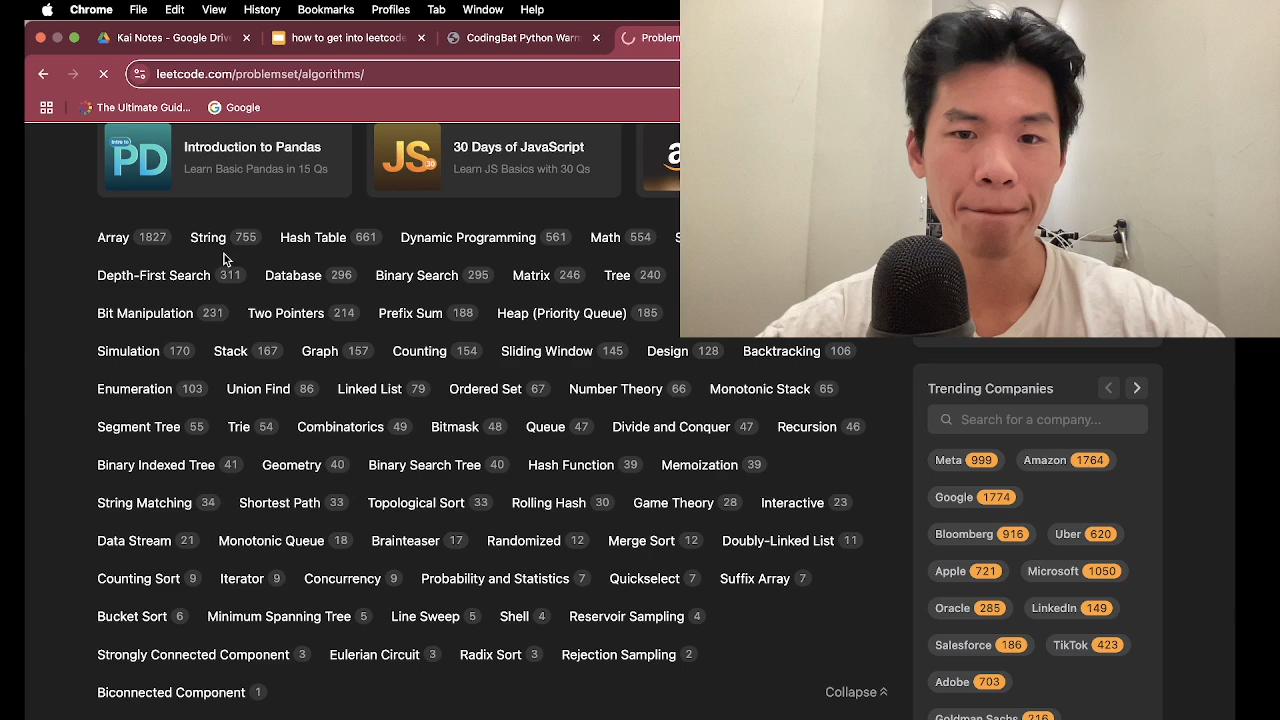 Chrome File Edit View History Bookmarks Profiles Tab Window Help
Kai Notes - Google Drive how to get into leetcode CodingBat Python Warm Problem
leetcode.com/problemset/algorithms/
The Ultimate Guid... Google
Intro to PD Introduction to Pandas Learn Basic Pandas in 15 Qs
JS 30 30 Days of JavaScript Learn JS Basics with 30 Qs
Array 1827 String 755 Hash Table 661 Dynamic Programming 561 Math 554 S
Depth-First Search 311 Database 296 Binary Search 295 Matrix 246 Tree 240
Bit Manipulation 231 Two Pointers 214 Prefix Sum 188 Heap (Priority Queue) 185
Simulation 170 Stack 167 Graph 157 Counting 154 Sliding Window 145 Design 128 Backtracking 106
Enumeration 103 Union Find 86 Linked List 79 Ordered Set 67 Number Theory 66 Monotonic Stack 65
Segment Tree 55 Trie 54 Combinatorics 49 Bitmask 48 Queue 47 Divide and Conquer 47 Recursion 46
Binary Indexed Tree 41 Geometry 40 Binary Search Tree 40 Hash Function 39 Memoization 39
String Matching 34 Shortest Path 33 Topological Sort 33 Rolling Hash 30 Game Theory 28 Interactive 23
Data Stream 21 Monotonic Queue 18 Brainteaser 17 Randomized 12 Merge Sort 12 Doubly-Linked List 11
Counting Sort 9 Iterator 9 Concurrency 9 Probability and Statistics 7 Quickselect 7 Suffix Array 7
Bucket Sort 6 Minimum Spanning Tree 5 Line Sweep 5 Shell 4 Reservoir Sampling 4
Strongly Connected Component 3 Eulerian Circuit 3 Radix Sort 3 Rejection Sampling 2
Biconnected Component 1 Collapse
Trending Companies
Search for a company...
Meta 999 Amazon 1764
Google 1774
Bloomberg 916 Uber 620
Apple 721 Microsoft 1050
Oracle 285 LinkedIn 149
Salesforce 186 TikTok 423
Adobe 703
Goldman Sachs 216